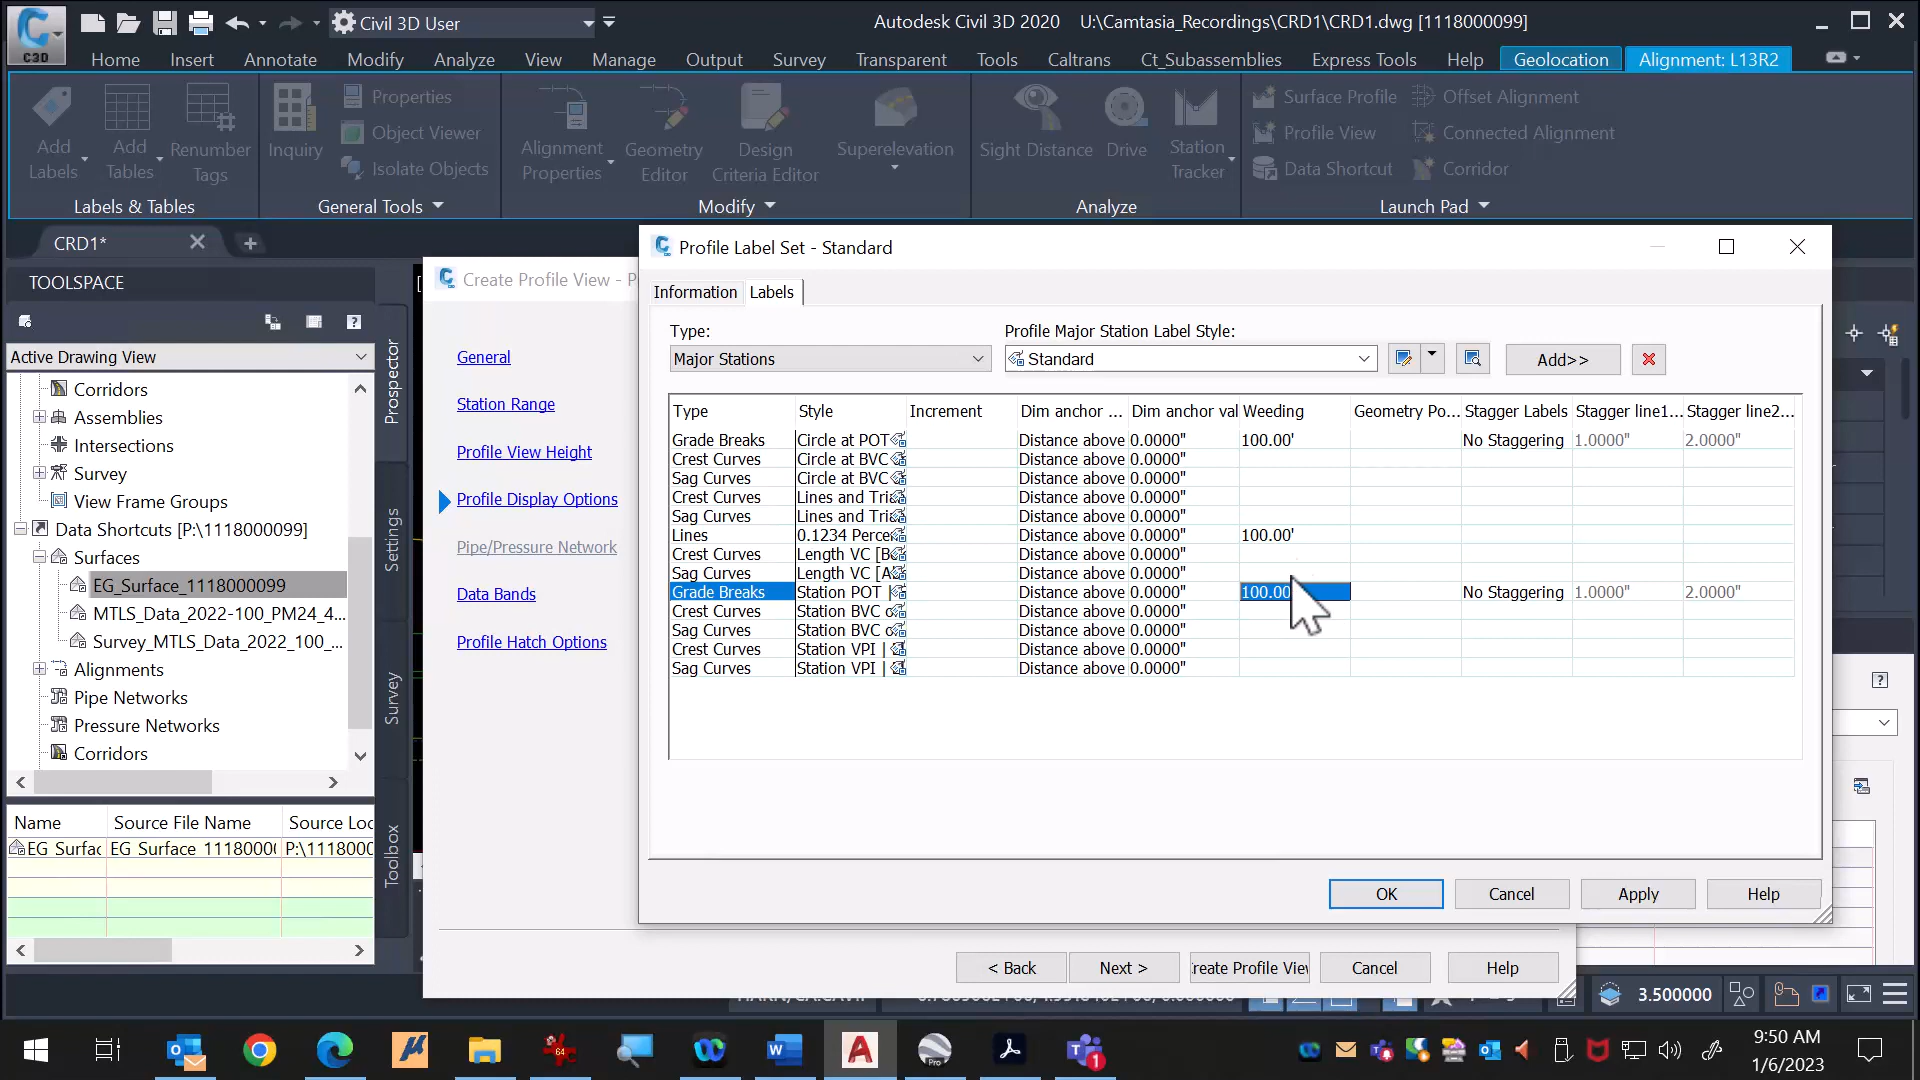 Civil 3D User
Autodesk Civil 3D 2020 U:\Camtasia_Recordings\CRD1\CRD1.dwg [1118000099]
C3D
Home Insert Annotate Modify Analyze View Manage Output Survey Transparent Tools Caltrans Ct_Subassemblies Express Tools Help Geolocation Alignment: L13R2
Add Labels
Add Tables
Renumber Tags
Inquiry
Properties
Object Viewer
Isolate Objects
Alignment Properties
Geometry Editor
Design Criteria Editor
Superelevation
Sight Distance
Drive
Station Tracker
Surface Profile
Profile View
Data Shortcut
Offset Alignment
Connected Alignment
Corridor
Labels & Tables General Tools Modify Analyze Launch Pad
CRD1*
TOOLSPACE
Active Drawing View
Corridors
Assemblies
Intersections
Survey
View Frame Groups
Data Shortcuts [P:\1118000099]
Surfaces
EG_Surface_1118000099
MTLS_Data_2022-100_PM24_4...
Survey_MTLS_Data_2022_100_...
Alignments
Pipe Networks
Pressure Networks
Corridors
Prospector
Settings
Survey
Toolbox
Name Source File Name Source Loc
EG_Surfac EG_Surface_1118000( P:\111800C
Create Profile View - P
General
Station Range
Profile View Height
Profile Display Options
Pipe/Pressure Network
Data Bands
Profile Hatch Options
Profile Label Set - Standard
Information Labels
Type: Profile Major Station Label Style:
Major Stations Standard Add>>
Type Style Increment Dim anchor ... Dim anchor val Weeding Geometry Po... Stagger Labels Stagger line1... Stagger line2...
Grade Breaks Circle at POT Distance above 0.0000" 100.00' No Staggering 1.0000" 2.0000"
Crest Curves Circle at BVC Distance above 0.0000"
Sag Curves Circle at BVC Distance above 0.0000"
Crest Curves Lines and Tria Distance above 0.0000"
Sag Curves Lines and Tria Distance above 0.0000"
Lines 0.1234 Perce Distance above 0.0000" 100.00'
Crest Curves Length VC [B Distance above 0.0000"
Sag Curves Length VC [A Distance above 0.0000"
Grade Breaks Station POT | Distance above 0.0000" 100.00 No Staggering 1.0000" 2.0000"
Crest Curves Station BVC o Distance above 0.0000"
Sag Curves Station BVC o Distance above 0.0000"
Crest Curves Station VPI | Distance above 0.0000"
Sag Curves Station VPI | Distance above 0.0000"
OK Cancel Apply Help
< Back Next > reate Profile View Cancel Help
3.500000
9:50 AM
1/6/2023